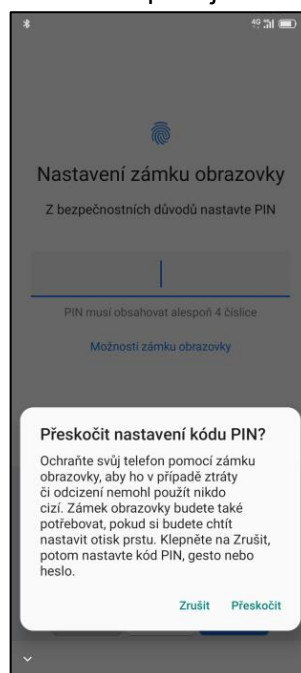 4G
Nastavení zámku obrazovky
Z bezpečnostních důvodů nastavte PIN
PIN musí obsahovat alespoň 4 číslice
Možnosti zámku obrazovky
Přeskočit nastavení kódu PIN?
Ochraňte svůj telefon pomocí zámku
obrazovky, aby ho v případě ztráty
či odcizení nemohl použít nikdo
cizí. Zámek obrazovky budete také
potřebovat, pokud si budete chtít
nastavit otisk prstu. Klepněte na Zrušit,
potom nastavte kód PIN, gesto nebo
heslo.
Zrušit Přeskočit